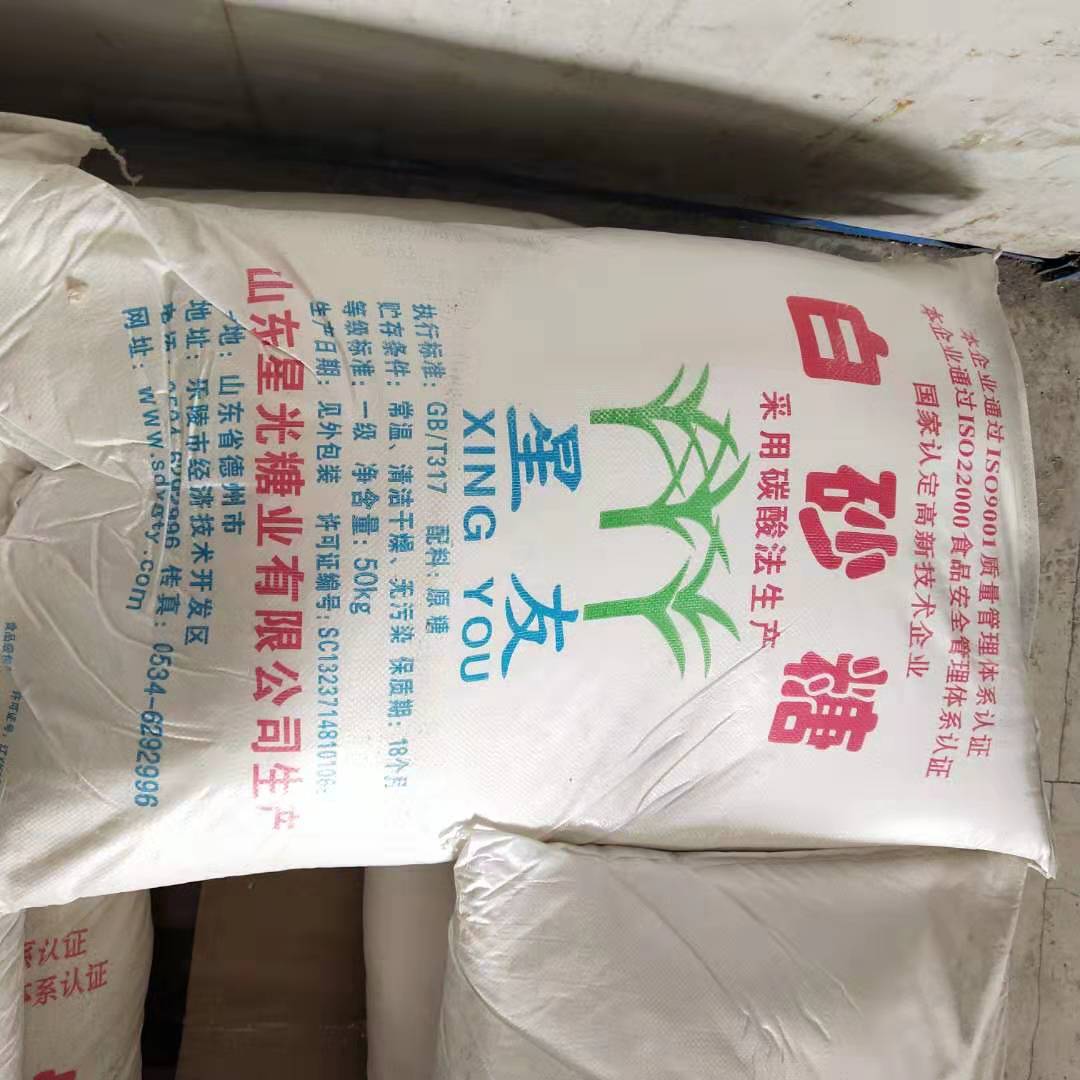 本企业通过ISO9001质量管理体系认证
本企业通过ISO22000食品安全管理体系认证
国家认定高新技术企业
白砂糖
采用碳酸法生产
星友
XING YOU
执行标准：GB/T317 配料：原糖
贮存条件：常温、清洁干燥、无污染 保质期：18个月
等级标准：一级 净含量：50kg
生产日期：见外包装 许可证编号：SC1323714810106
山东星光糖业有限公司生产
地：山东省德州市
地址：乐陵市经济技术开发区
传真：0534-6292996
网址：www.sdxgty.com
系认证
体系认证